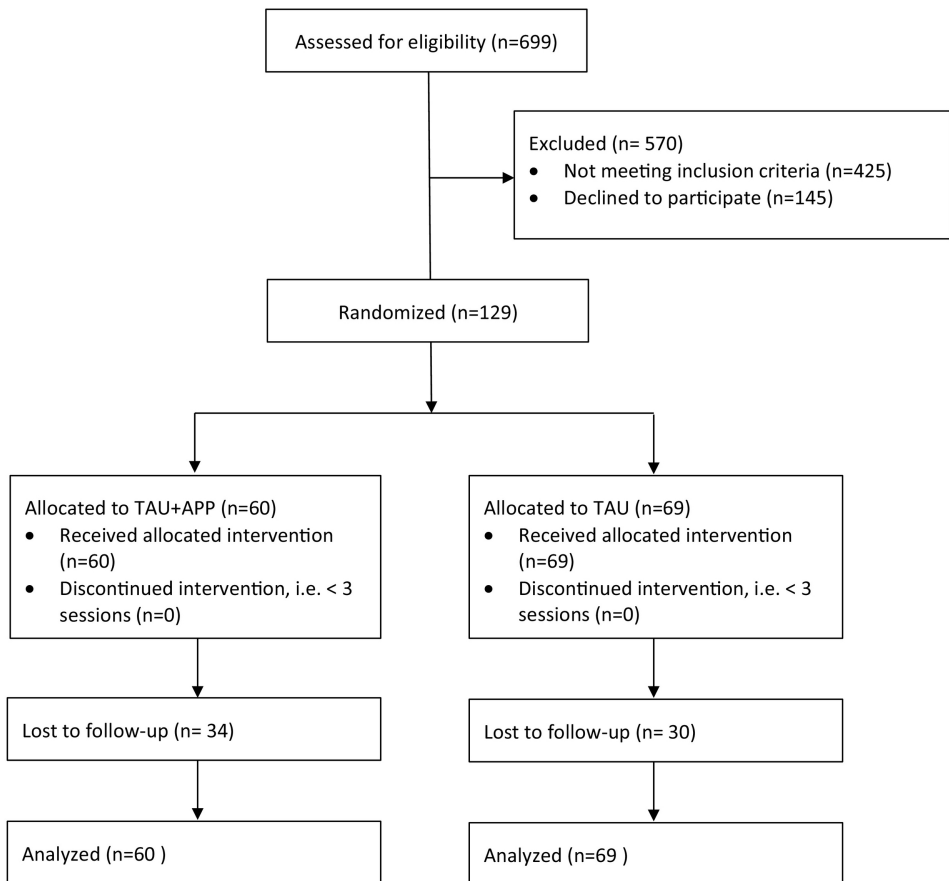 Assessed for eligibility (n=699)
Excluded (n= 570)
• Not meeting inclusion criteria (n=425)
• Declined to participate (n=145)
Randomized (n=129)
Allocated to TAU+APP (n=60)
• Received allocated intervention
(n=60)
• Discontinued intervention, i.e. < 3
sessions (n=0)
Allocated to TAU (n=69)
• Received allocated intervention
(n=69)
• Discontinued intervention, i.e. < 3
sessions (n=0)
Lost to follow-up (n= 34)
Lost to follow-up (n= 30)
Analyzed (n=60 )
Analyzed (n=69 )